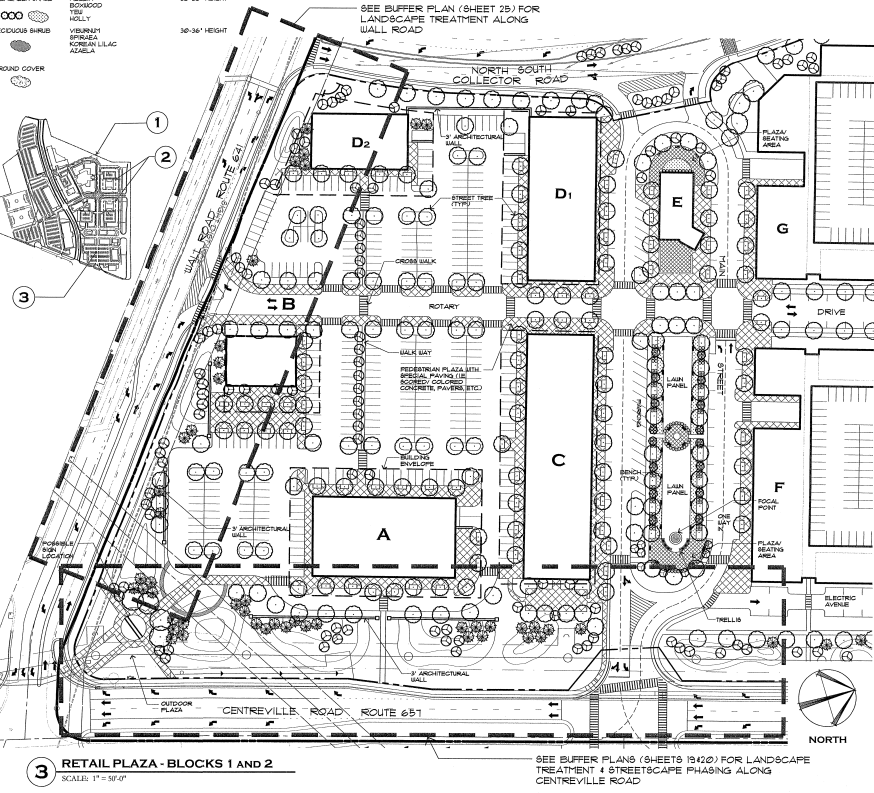 BOXWOOD
YEW
HOLLY
30-36" HEIGHT
VIBURNUM
SPIRAEA
KOREAN LILAC
AZAELA
SEE BUFFER PLAN (SHEET 25) FOR
LANDSCAPE TREATMENT ALONG
WALL ROAD
NORTH SOUTH
COLLECTOR ROAD
1
2
3
WALL ROAD ROUTE 641
D2
3' ARCHITECTURAL
WALL
D1
STREET TREE
(TYP.)
PLAZA/
SEATING
AREA
E
G
MAIN
STREET
CROSS WALK
B
ROTARY
DRIVE
WALK WAY
PEDESTRIAN PLAZA WITH
SPECIAL PAVING (I.E.
SCORED/ COLORED
CONCRETE, PAVERS, ETC.)
LAWN
PANEL
PARKING
BUILDING
ENVELOPE
C
BENCH
(TYP.)
LAWN
PANEL
F
FOCAL
POINT
ONE
WAY
IN
PLAZA/
SEATING
AREA
A
3' ARCHITECTURAL
WALL
POSSIBLE
SIGN
LOCATION
ELECTRIC
AVENUE
TRELLIS
3' ARCHITECTURAL
WALL
OUTDOOR
PLAZA
CENTREVILLE ROAD ROUTE 657
NORTH
3 RETAIL PLAZA - BLOCKS 1 AND 2
SCALE: 1" = 50'-0"
SEE BUFFER PLANS (SHEETS 19&20) FOR LANDSCAPE
TREATMENT & STREETSCAPE PHASING ALONG
CENTREVILLE ROAD